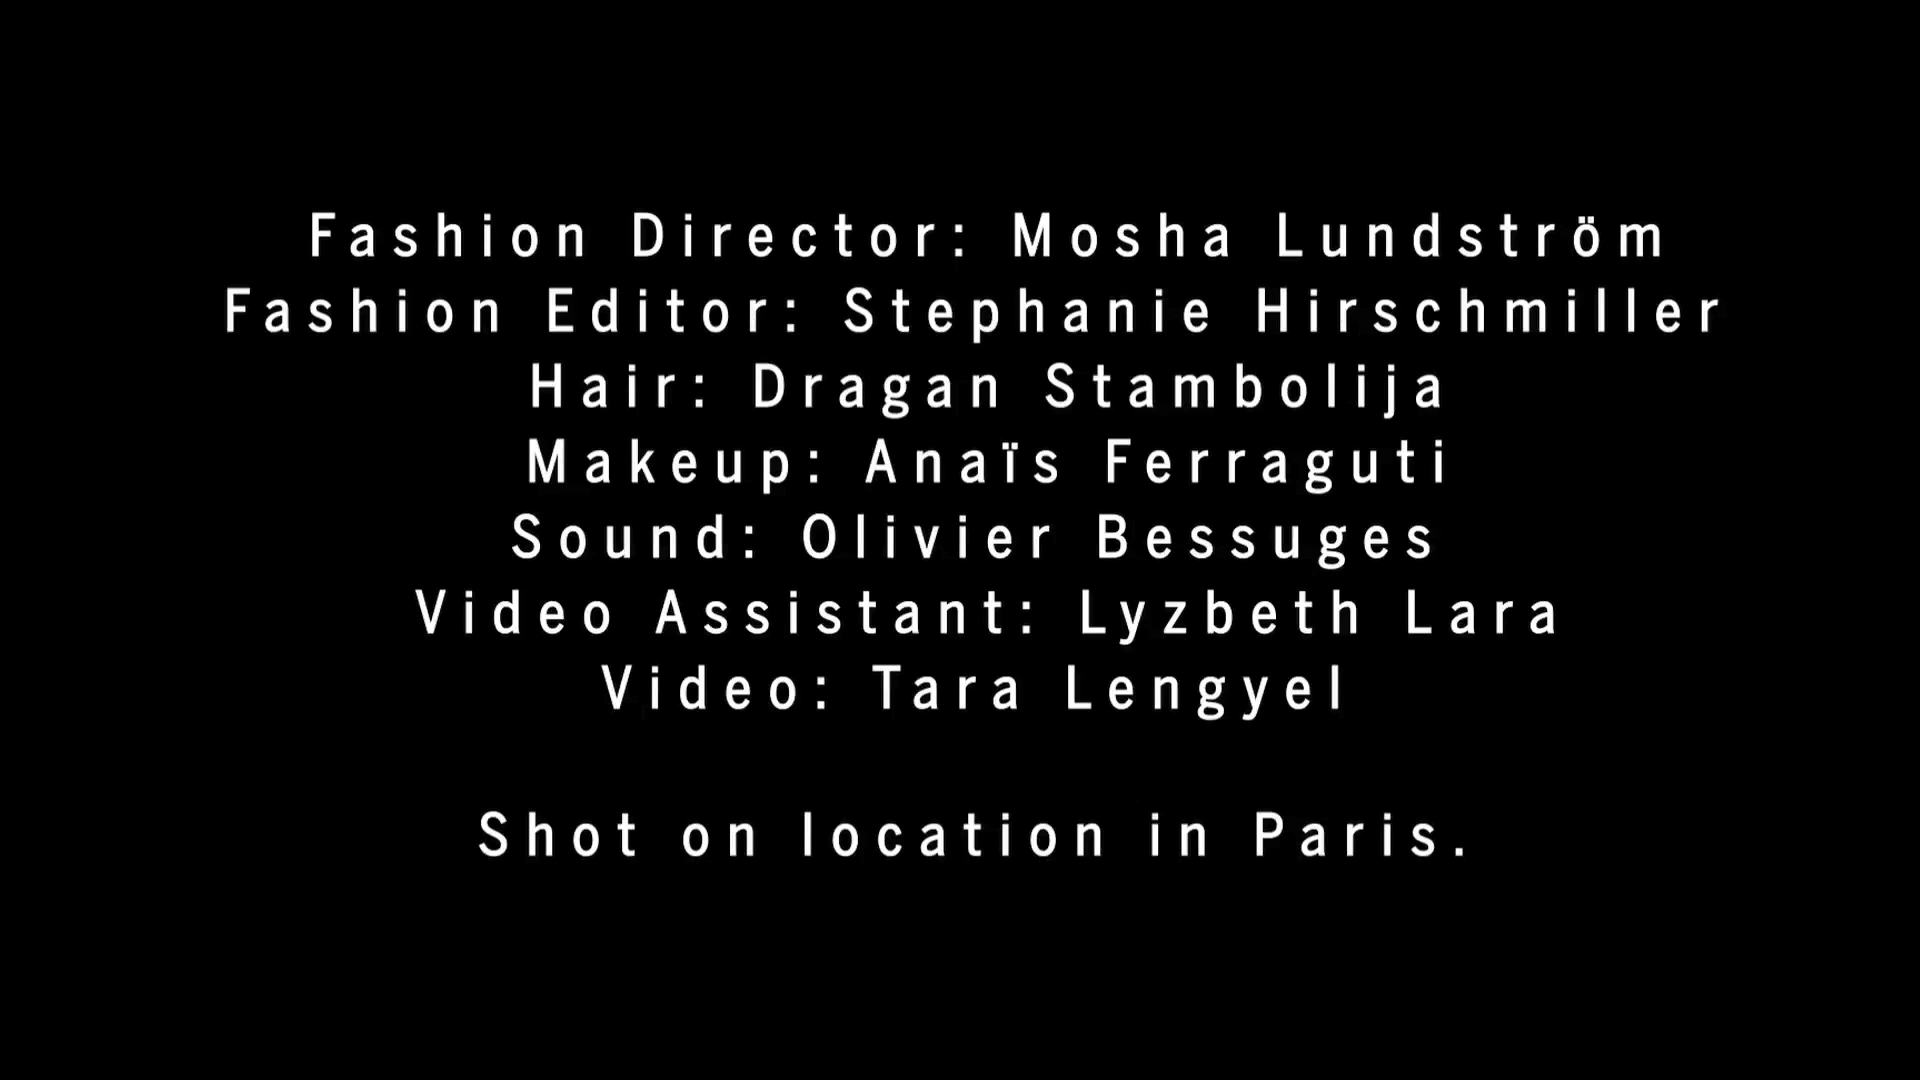 Fashion Director: Mosha Lundström
Fashion Editor: Stephanie Hirschmiller
Hair: Dragan Stambolija
Makeup: Anaïs Ferraguti
Sound: Olivier Bessuges
Video Assistant: Lyzbeth Lara
Video: Tara Lengyel
Shot on location in Paris.